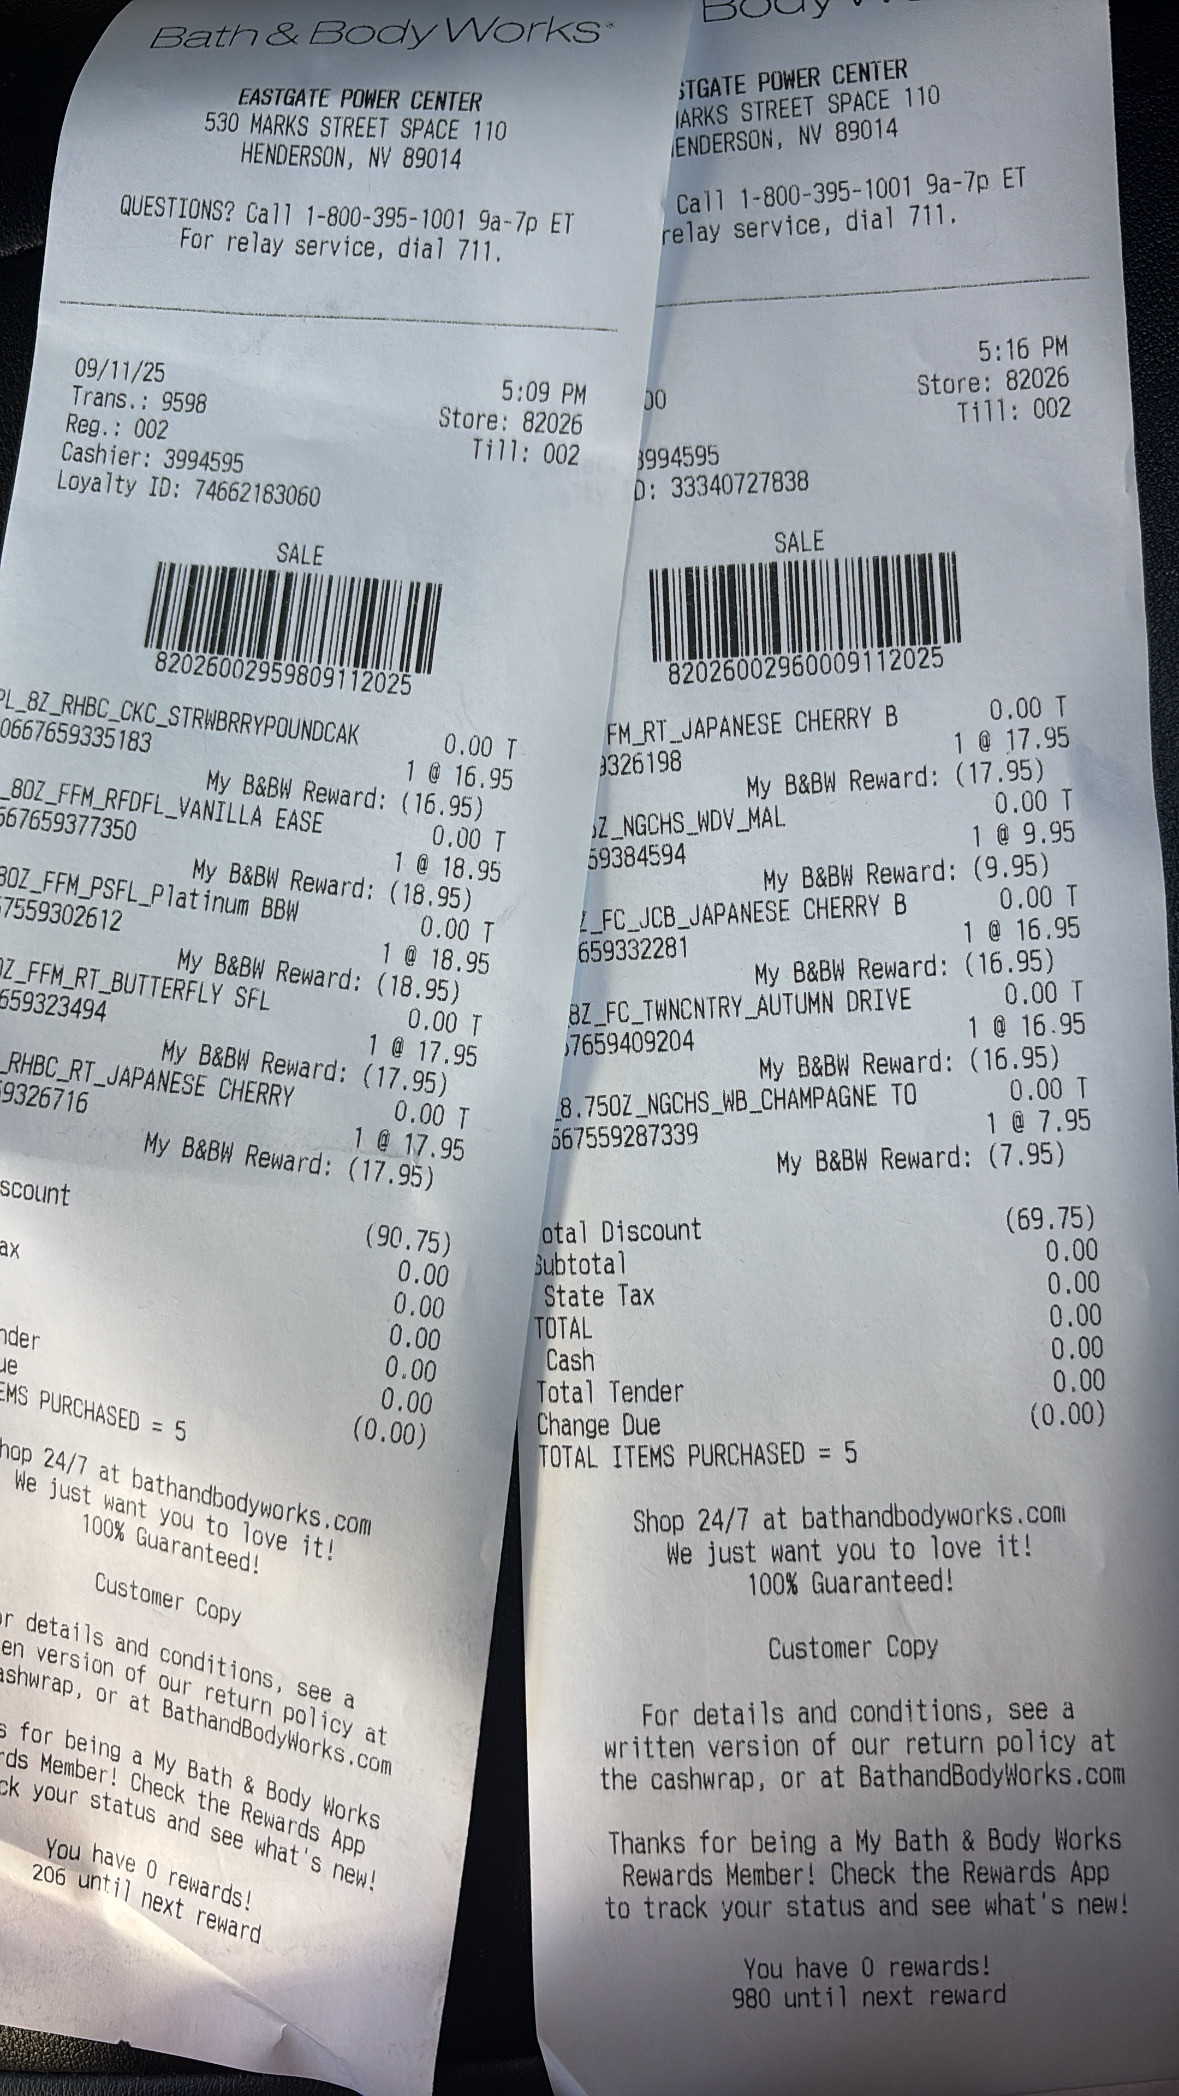 Bath & Body Works
EASTGATE POWER CENTER
530 MARKS STREET SPACE 110
HENDERSON, NV 89014
QUESTIONS? Call 1-800-395-1001 9a-7p ET
For relay service, dial 711.
09/11/25 5:09 PM
Trans.: 9598 Store: 82026
Reg.: 002 Till: 002
Cashier: 3994595
Loyalty ID: 74662183060
SALE
82026002959809112025
PL_8Z_RHBC_CKC_STRWBRRYPOUNDCAK 0.00 T
0667659335183 1 @ 16.95
My B&BW Reward: (16.95)
_8OZ_FFM_RFDFL_VANILLA EASE 0.00 T
667659377350 1 @ 18.95
My B&BW Reward: (18.95)
8OZ_FFM_PSFL_Platinum BBW 0.00 T
7559302612 1 @ 18.95
My B&BW Reward: (18.95)
OZ_FFM_RT_BUTTERFLY SFL 0.00 T
659323494 1 @ 17.95
My B&BW Reward: (17.95)
_RHBC_RT_JAPANESE CHERRY 0.00 T
9326716 1 @ 17.95
My B&BW Reward: (17.95)
scount (90.75)
0.00
ax 0.00
0.00
0.00
nder 0.00
ue (0.00)
EMS PURCHASED = 5
hop 24/7 at bathandbodyworks.com
We just want you to love it!
100% Guaranteed!
Customer Copy
or details and conditions, see a
en version of our return policy at
ashwrap, or at BathandBodyWorks.com
s for being a My Bath & Body Works
rds Member! Check the Rewards App
ck your status and see what's new!
You have 0 rewards!
206 until next reward
Body
STGATE POWER CENTER
MARKS STREET SPACE 110
ENDERSON, NV 89014
Call 1-800-395-1001 9a-7p ET
relay service, dial 711.
5:16 PM
00 Store: 82026
Till: 002
3994595
D: 33340727838
SALE
82026002960009112025
FM_RT_JAPANESE CHERRY B 0.00 T
9326198 1 @ 17.95
My B&BW Reward: (17.95)
Z_NGCHS_WDV_MAL 0.00 T
59384594 1 @ 9.95
My B&BW Reward: (9.95)
Z_FC_JCB_JAPANESE CHERRY B 0.00 T
659332281 1 @ 16.95
My B&BW Reward: (16.95)
8Z_FC_TWNCNTRY_AUTUMN DRIVE 0.00 T
7659409204 1 @ 16.95
My B&BW Reward: (16.95)
_8.75OZ_NGCHS_WB_CHAMPAGNE TO 0.00 T
667559287339 1 @ 7.95
My B&BW Reward: (7.95)
otal Discount (69.75)
Subtotal 0.00
State Tax 0.00
TOTAL 0.00
Cash 0.00
Total Tender 0.00
Change Due (0.00)
TOTAL ITEMS PURCHASED = 5
Shop 24/7 at bathandbodyworks.com
We just want you to love it!
100% Guaranteed!
Customer Copy
For details and conditions, see a
written version of our return policy at
the cashwrap, or at BathandBodyWorks.com
Thanks for being a My Bath & Body Works
Rewards Member! Check the Rewards App
to track your status and see what's new!
You have 0 rewards!
980 until next reward